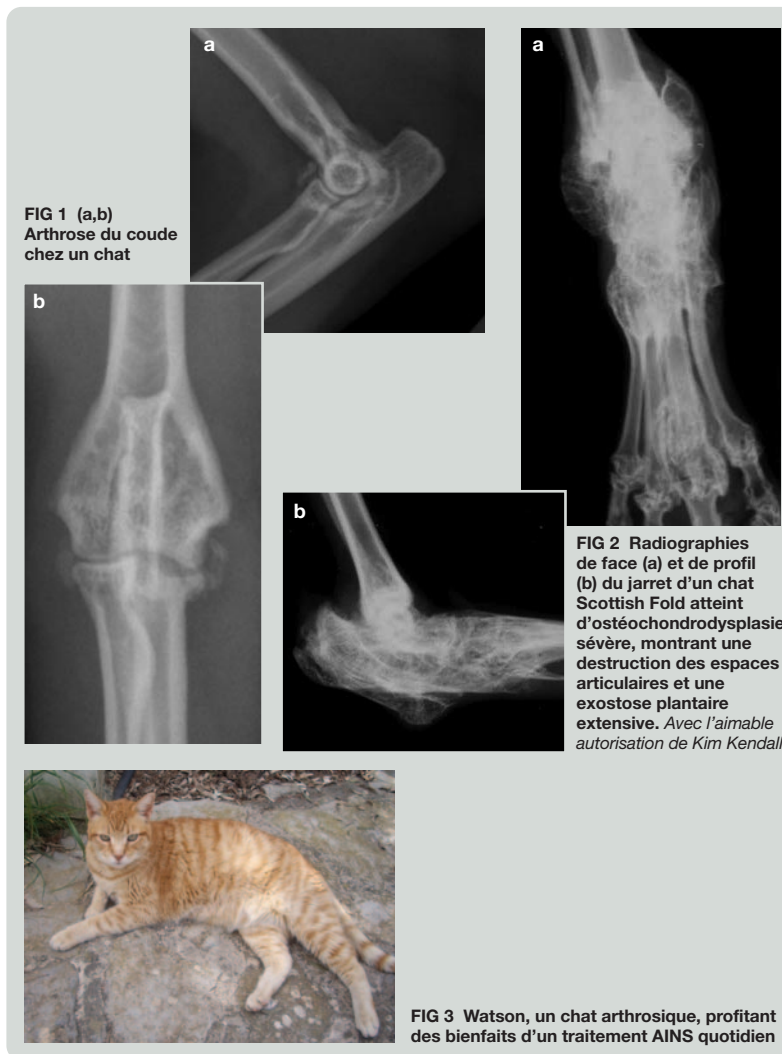 a
a
FIG 1 (a,b)
Arthrose du coude
chez un chat
b
b
FIG 2 Radiographies
de face (a) et de profil
(b) du jarret d'un chat
Scottish Fold atteint
d'ostéochondrodysplasie
sévère, montrant une
destruction des espaces
articulaires et une
exostose plantaire
extensive. Avec l'aimable
autorisation de Kim Kendall
FIG 3 Watson, un chat arthrosique, profitant
des bienfaits d'un traitement AINS quotidien